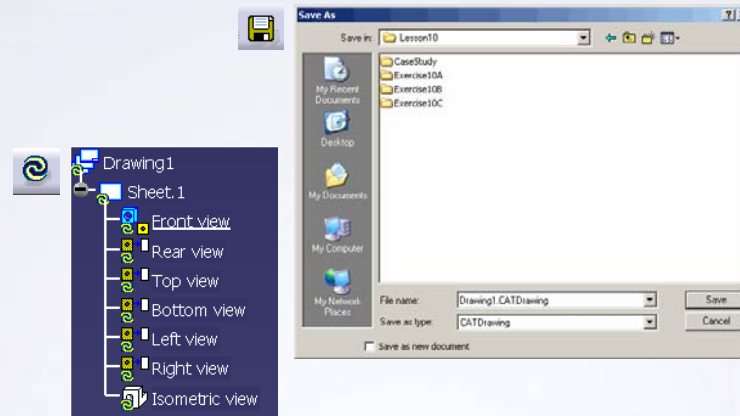 Save As
Save in:
Lesson10
CaseStudy
Exercise10A
Exercise10B
Exercise10C
My Recent
Documents
Desktop
My Documents
My Computer
My Network
Places
File name:
Drawing1.CATDrawing
Save
Save as type:
CATDrawing
Cancel
Save as new document
Drawing1
Sheet.1
Front view
Rear view
Top view
Bottom view
Left view
Right view
Isometric view